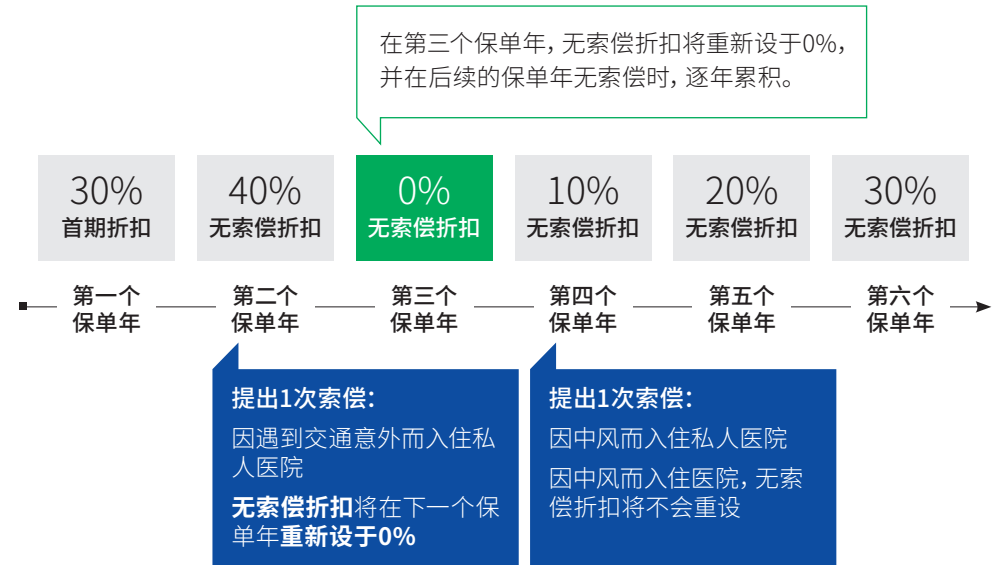 在第三个保单年，无索偿折扣将重新设于0%，
并在后续的保单年无索偿时，逐年累积。
30%
首期折扣
40%
无索偿折扣
0%
无索偿折扣
10%
无索偿折扣
20%
无索偿折扣
30%
无索偿折扣
第一个
保单年
第二个
保单年
第三个
保单年
第四个
保单年
第五个
保单年
第六个
保单年
提出1次索偿：
因遇到交通意外而入住私
人医院
无索偿折扣将在下一个保
单年重新设于0%
提出1次索偿：
因中风而入住私人医院
因中风而入住医院，无索
偿折扣将不会重设